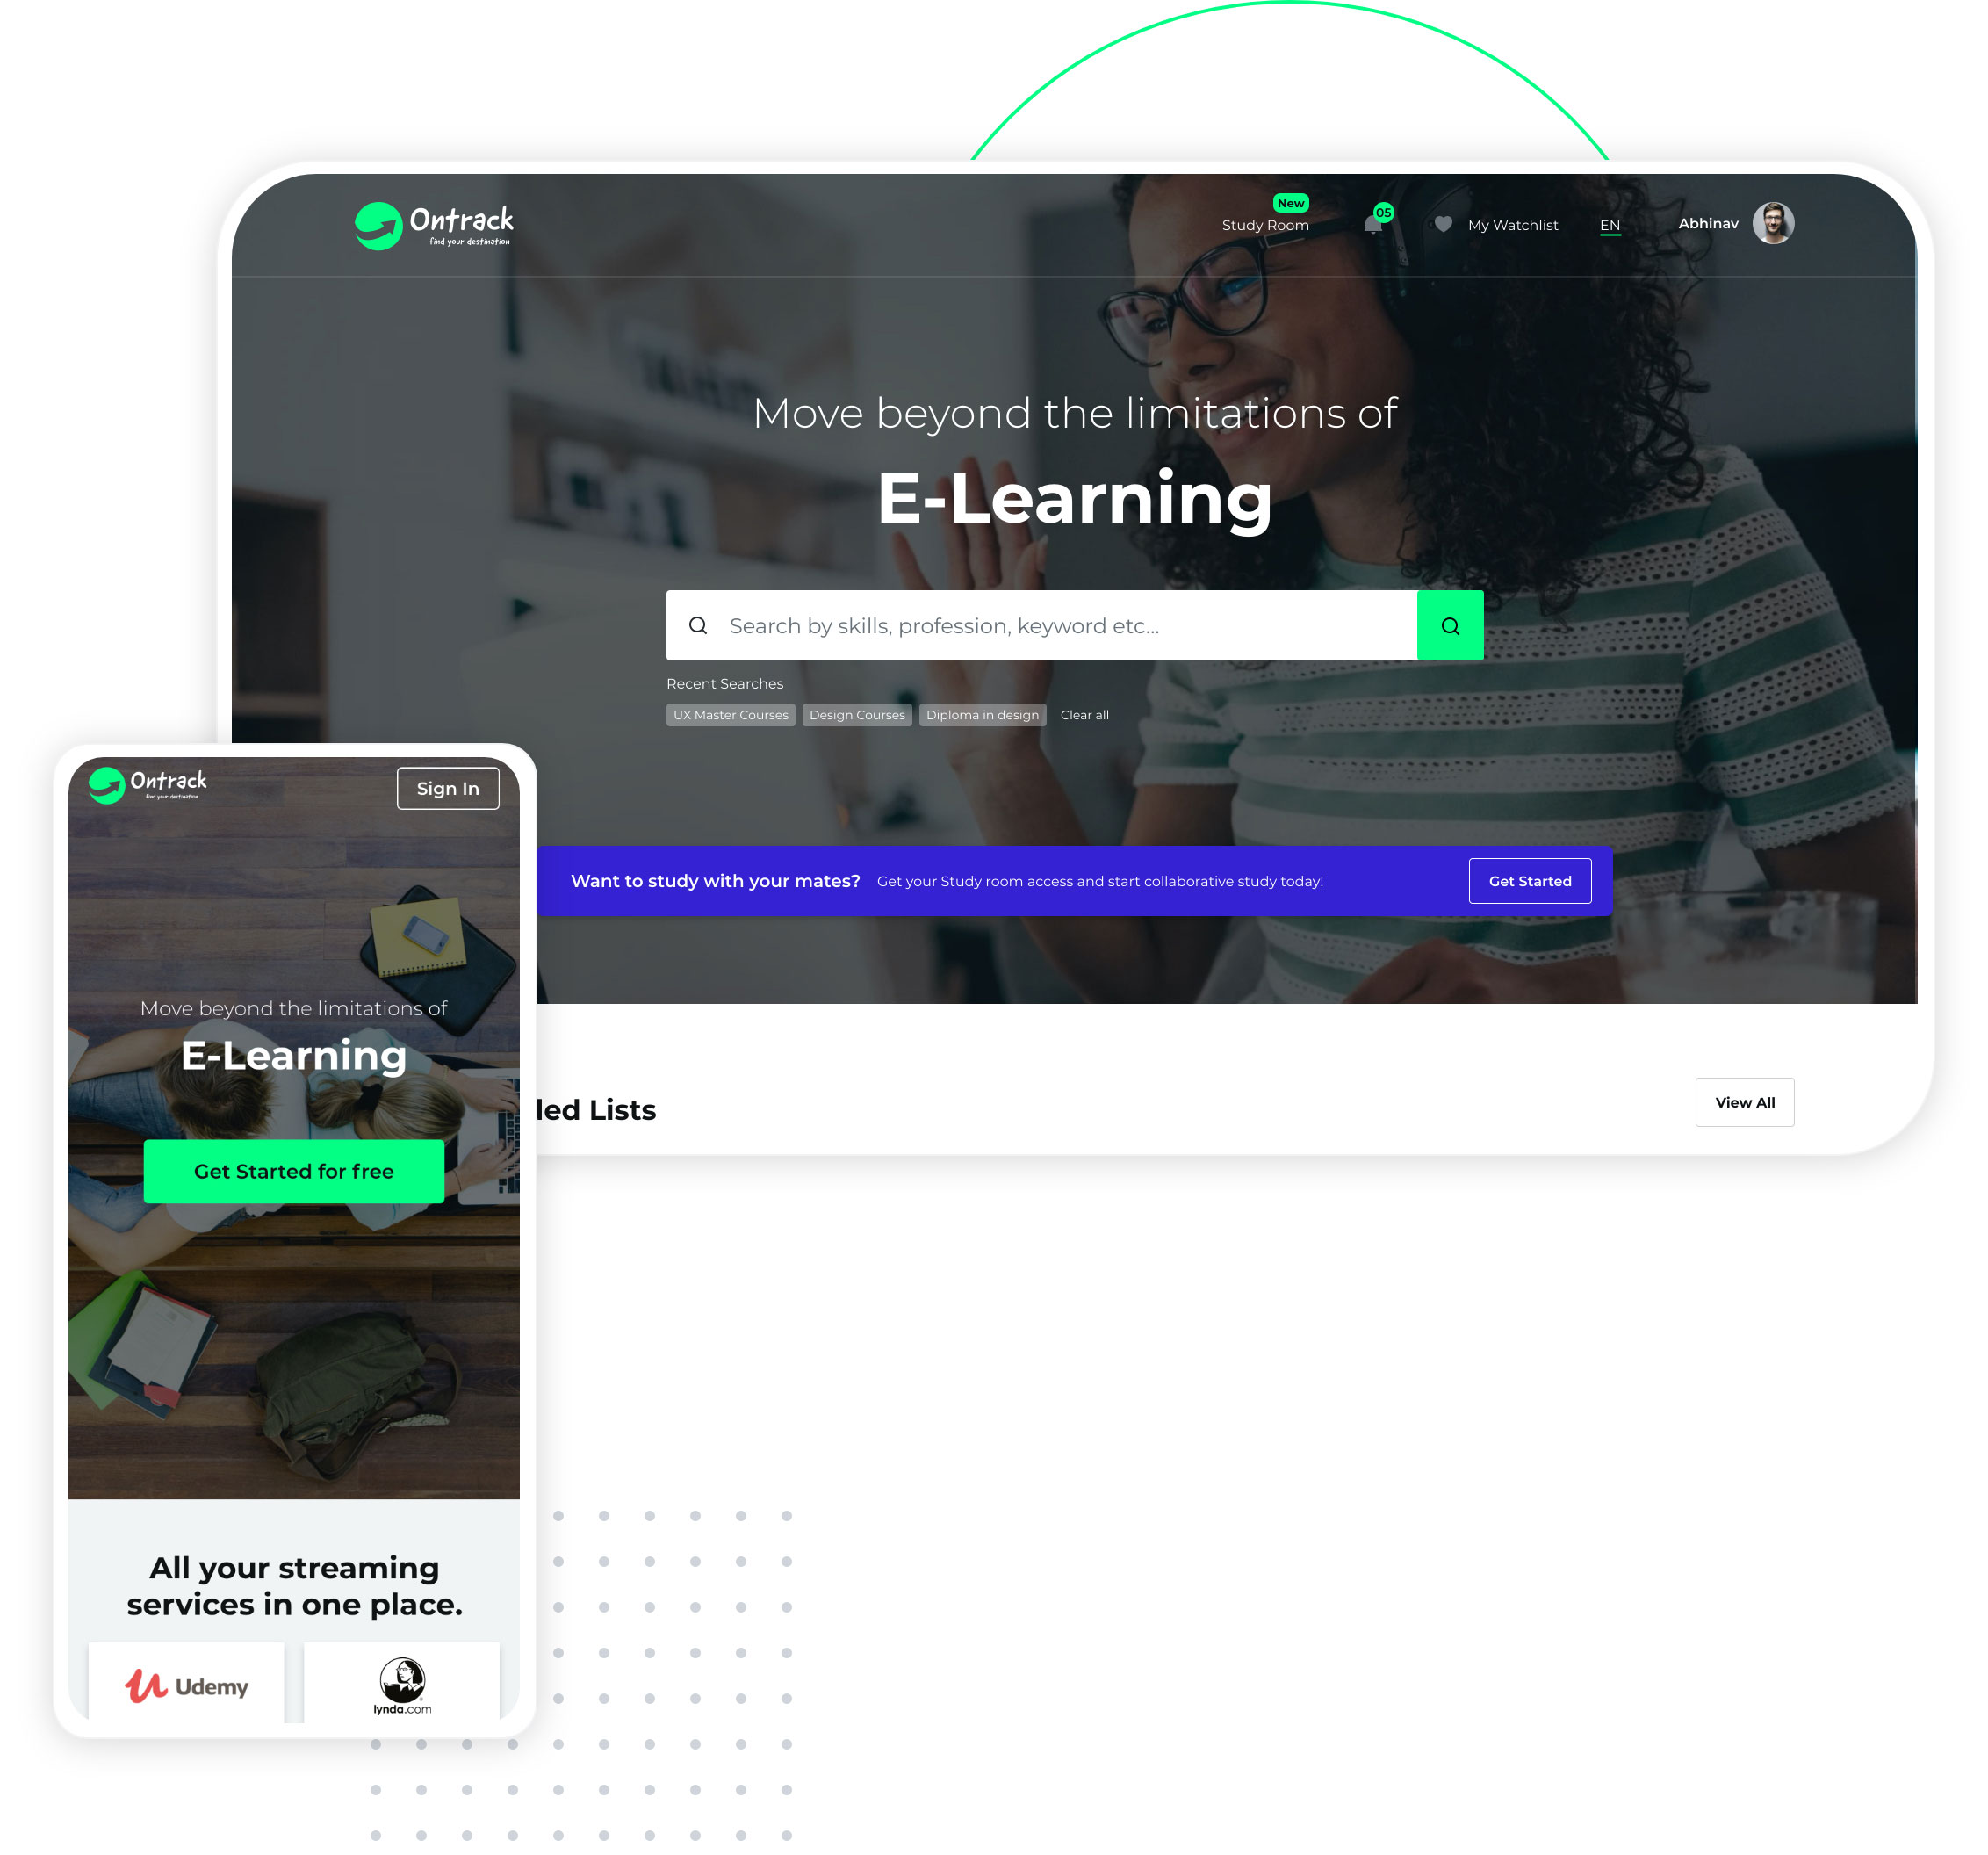 Ontrack
find your destination
New
Study Room
05
My Watchlist
EN
Abhinav
Move beyond the limitations of
E-Learning
Search by skills, profession, keyword etc...
Recent Searches
UX Master Courses Design Courses Diploma in design Clear all
Want to study with your mates? Get your Study room access and start collaborative study today! Get Started
led Lists
View All
Ontrack
find your destination
Sign In
Move beyond the limitations of
E-Learning
Get Started for free
All your streaming
services in one place.
Udemy
lynda.com